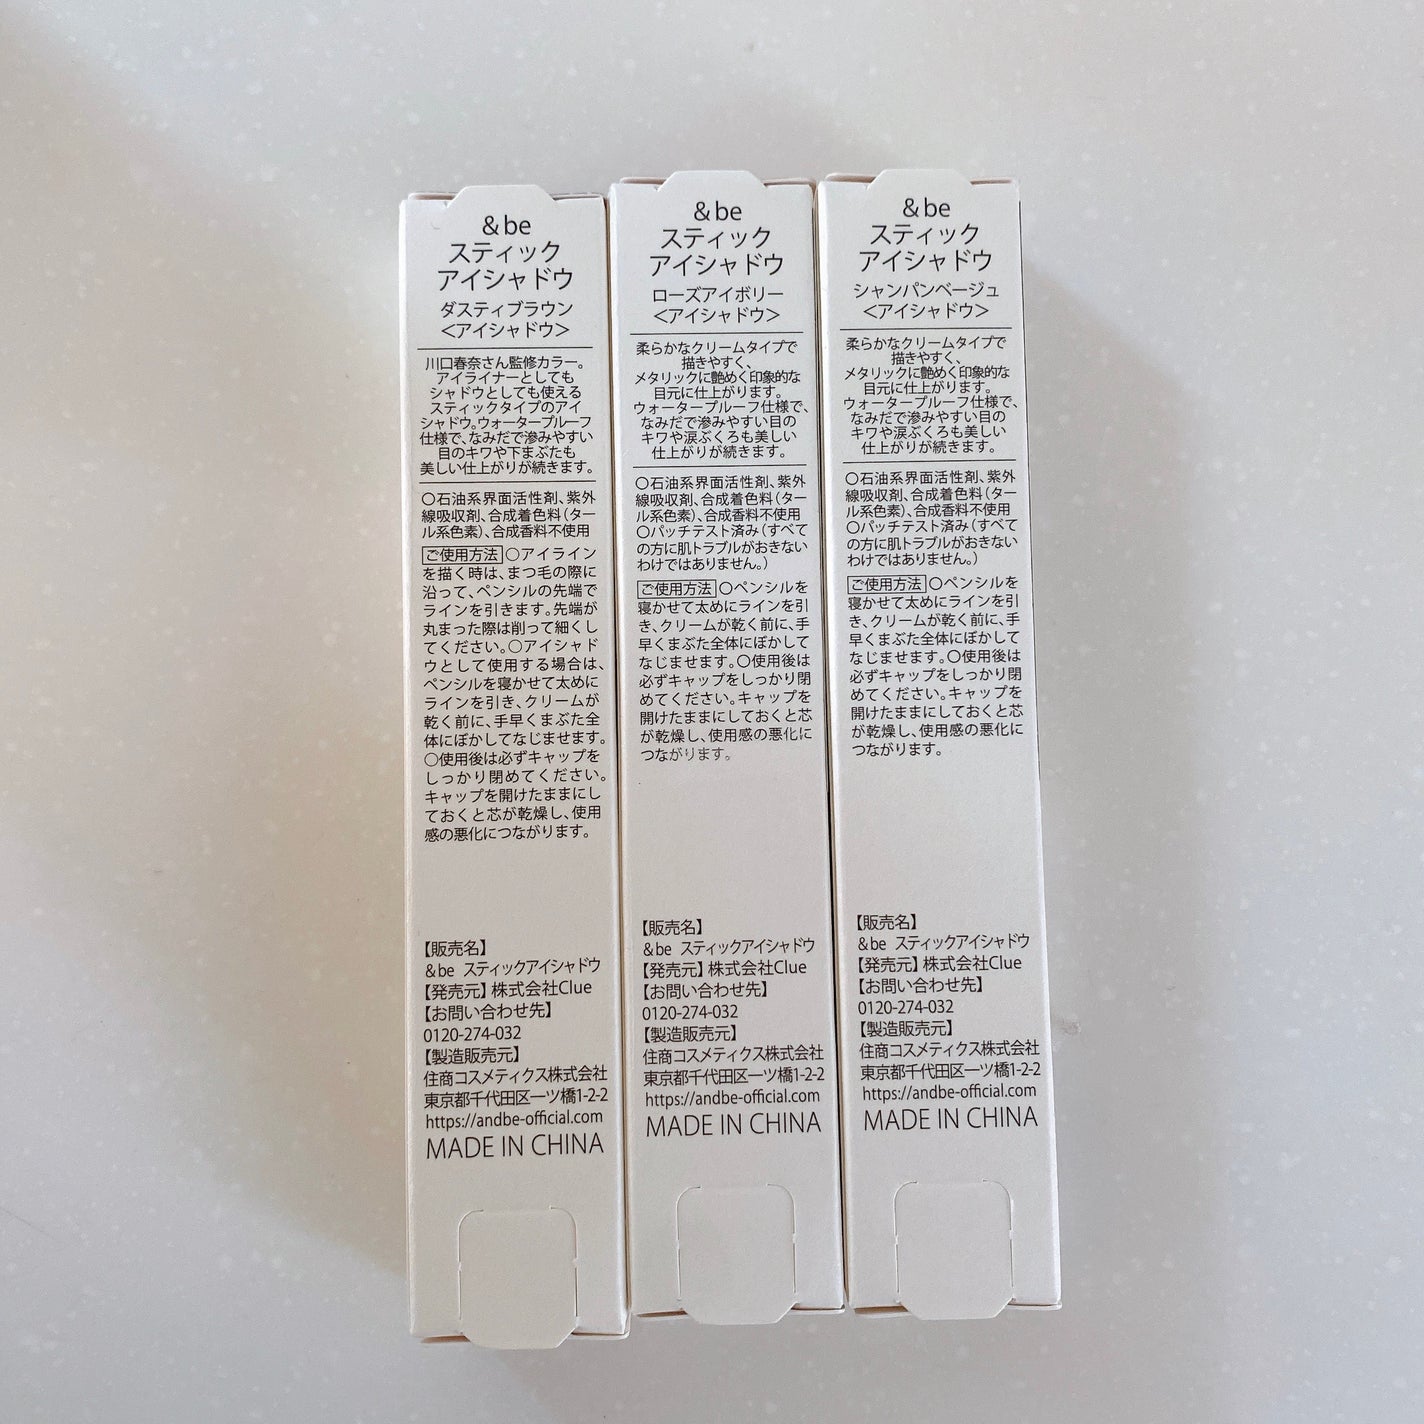 &be
スティック
アイシャドウ
ダスティブラウン
<アイシャドウ>
川口春奈さん監修カラー。
アイライナーとしても
シャドウとしても使える
スティックタイプのアイ
シャドウ。ウォータープルーフ
仕様で、なみだで滲みやすい
目のキワや下まぶたも
美しい仕上がりが続きます。
○石油系界面活性剤、紫外
線吸収剤、合成着色料(ター
ル系色素)、合成香料不使用
ご使用方法○アイライン
を描く時は、まつ毛の際に
沿って、ペンシルの先端で
ラインを引きます。先端が
丸まった際は削って細くし
てください。○アイシャド
ウとして使用する場合は、
ペンシルを寝かせて太めに
ラインを引き、クリームが
乾く前に、手早くまぶた全
体にぼかしてなじませます。
○使用後は必ずキャップを
しっかり閉めてください。
キャップを開けたままにし
ておくと芯が乾燥し、使用
感の悪化につながります。
【販売名】
&be スティックアイシャドウ
【発売元】株式会社Clue
【お問い合わせ先】
0120-274-032
【製造販売元】
住商コスメティクス株式会社
東京都千代田区一ツ橋1-2-2
https://andbe-official.com
MADE IN CHINA
&be
スティック
アイシャドウ
ローズアイボリー
<アイシャドウ>
柔らかなクリームタイプで
描きやすく、
メタリックに艶めく印象的な
目元に仕上がります。
ウォータープルーフ仕様で、
なみだで滲みやすい目の
キワや涙ぶくろも美しい
仕上がりが続きます。
○石油系界面活性剤、紫外
線吸収剤、合成着色料(ター
ル系色素)、合成香料不使用
○パッチテスト済み(すべて
の方に肌トラブルがおきない
わけではありません。)
ご使用方法○ペンシルを
寝かせて太めにラインを引
き、クリームが乾く前に、手
早くまぶた全体にぼかして
なじませます。○使用後は
必ずキャップをしっかり閉
めてください。キャップを
開けたままにしておくと芯
が乾燥し、使用感の悪化に
つながります。
【販売名】
&be スティックアイシャドウ
【発売元】株式会社Clue
【お問い合わせ先】
0120-274-032
【製造販売元】
住商コスメティクス株式会社
東京都千代田区一ツ橋1-2-2
https://andbe-official.com
MADE IN CHINA
&be
スティック
アイシャドウ
シャンパンベージュ
<アイシャドウ>
柔らかなクリームタイプで
描きやすく、
メタリックに艶めく印象的な
目元に仕上がります。
ウォータープルーフ仕様で、
なみだで滲みやすい目の
キワや涙ぶくろも美しい
仕上がりが続きます。
○石油系界面活性剤、紫外
線吸収剤、合成着色料(ター
ル系色素)、合成香料不使用
○パッチテスト済み(すべて
の方に肌トラブルがおきない
わけではありません。)
ご使用方法○ペンシルを
寝かせて太めにラインを引
き、クリームが乾く前に、手
早くまぶた全体にぼかして
なじませます。○使用後は
必ずキャップをしっかり閉
めてください。キャップを
開けたままにしておくと芯
が乾燥し、使用感の悪化に
つながります。
【販売名】
&be スティックアイシャドウ
【発売元】株式会社Clue
【お問い合わせ先】
0120-274-032
【製造販売元】
住商コスメティクス株式会社
東京都千代田区一ツ橋1-2-2
https://andbe-official.com
MADE IN CHINA